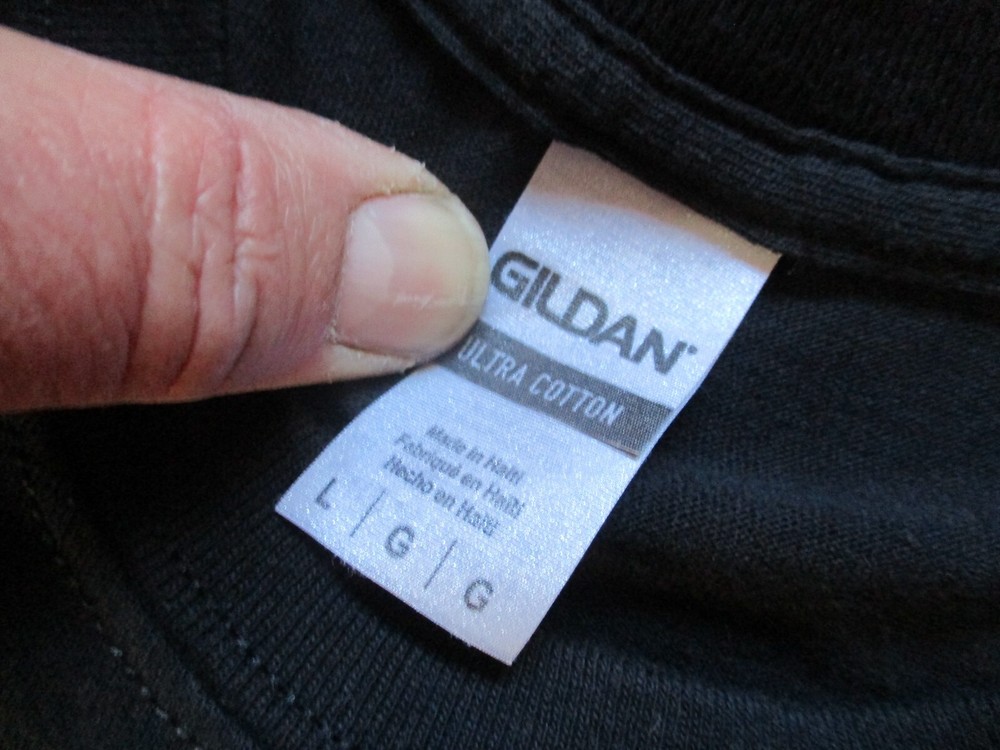 GILDAN®
ULTRA COTTON
Made in Haiti
Fabriqué en Haïti
Hecho en Haití
L | G | G